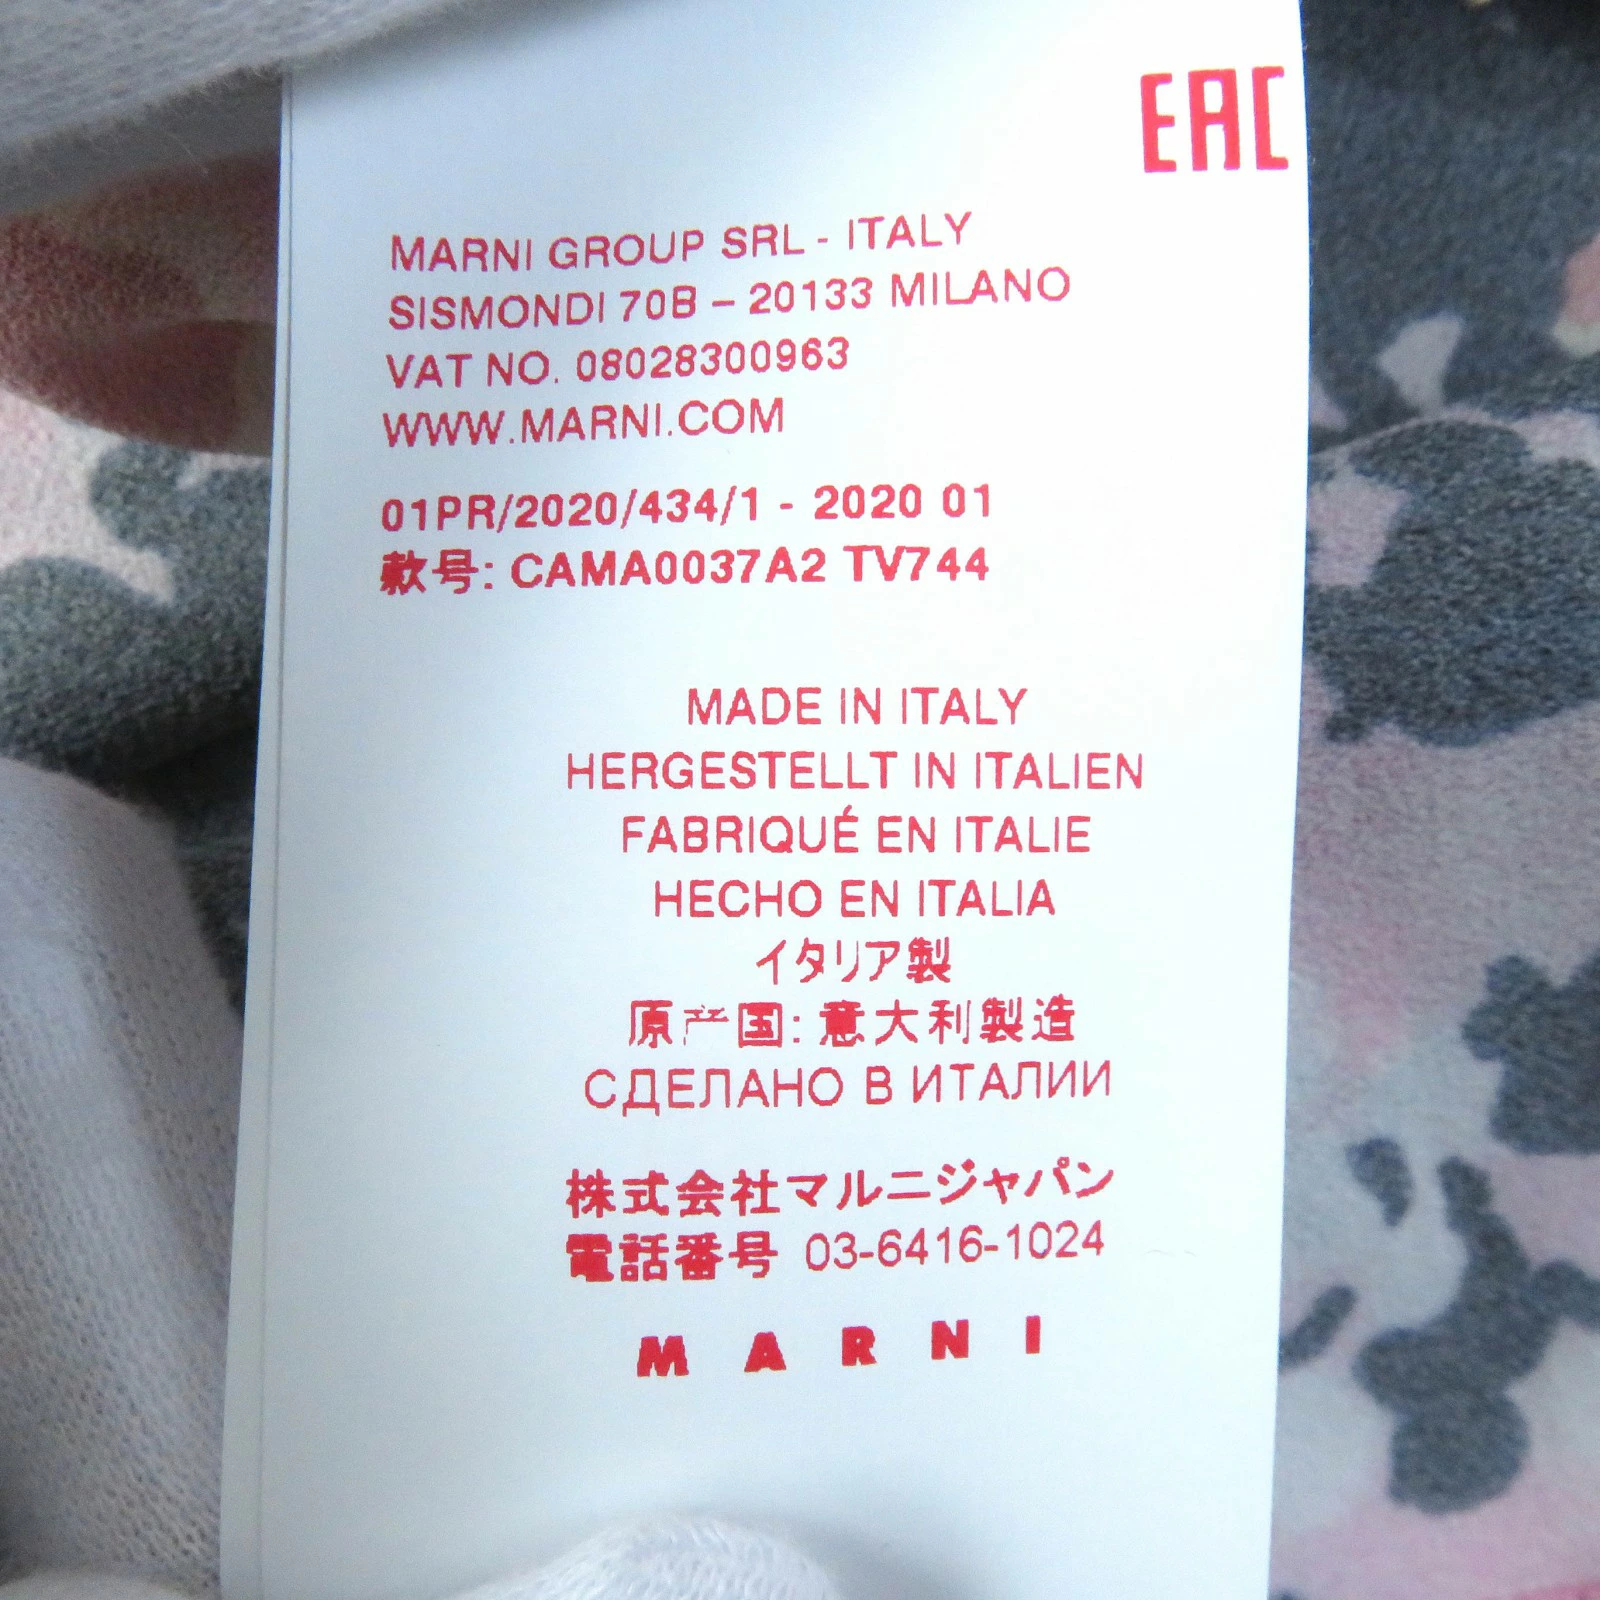 EAC
MARNI GROUP SRL - ITALY
SISMONDI 70B – 20133 MILANO
VAT NO. 08028300963
WWW.MARNI.COM
01PR/2020/434/1 - 2020 01
款号: CAMA0037A2 TV744
MADE IN ITALY
HERGESTELLT IN ITALIEN
FABRIQUÉ EN ITALIE
HECHO EN ITALIA
イタリア製
原产国: 意大利製造
СДЕЛАНО В ИТАЛИИ
株式会社マルニジャパン
電話番号 03-6416-1024
MARNI